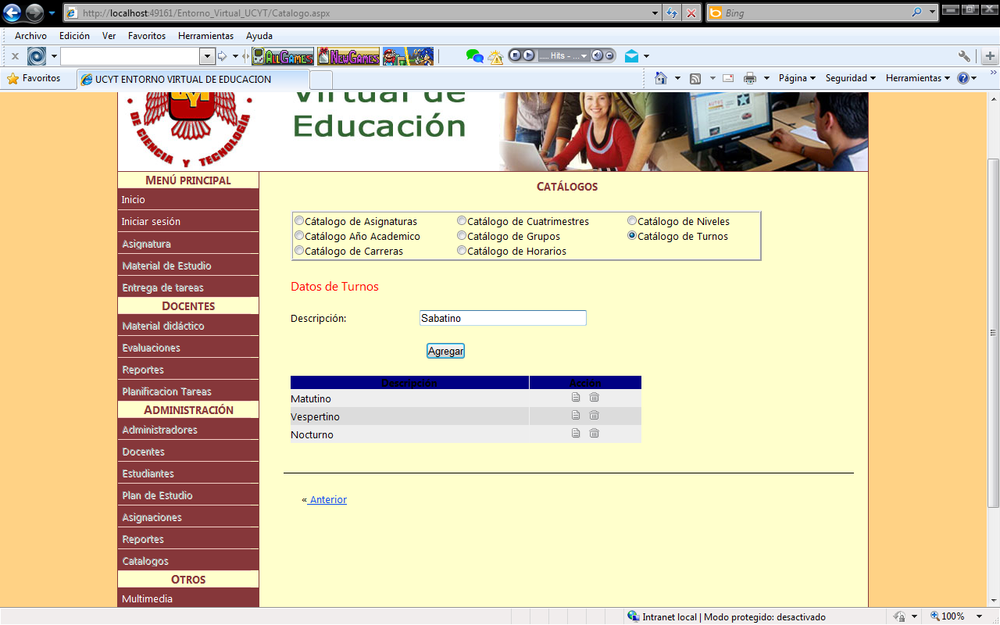 http://localhost:49161/Entorno_Virtual_UCYT/Catalogo.aspx
Bing
Archivo Edición Ver Favoritos Herramientas Ayuda
ALLGAMES NEWGAMES ..... Hits - ...
Favoritos UCYT ENTORNO VIRTUAL DE EDUCACION Página Seguridad Herramientas
Virtual de
Educación
DE CIENCIA Y TECNOLOGÍA
MENÚ PRINCIPAL
Inicio
Iniciar sesión
Asignatura
Material de Estudio
Entrega de tareas
DOCENTES
Material didáctico
Evaluaciones
Reportes
Planificacion Tareas
ADMINISTRACIÓN
Administradores
Docentes
Estudiantes
Plan de Estudio
Asignaciones
Reportes
Catalogos
OTROS
Multimedia
CATÁLOGOS
Cátalogo de Asignaturas Catálogo de Cuatrimestres Catálogo de Niveles
Catálogo Año Academico Catálogo de Grupos Catálogo de Turnos
Catálogo de Carreras Catálogo de Horarios
Datos de Turnos
Descripción: Sabatino
Agregar
Descripción Acción
Matutino
Vespertino
Nocturno
« Anterior
Intranet local | Modo protegido: desactivado 100%